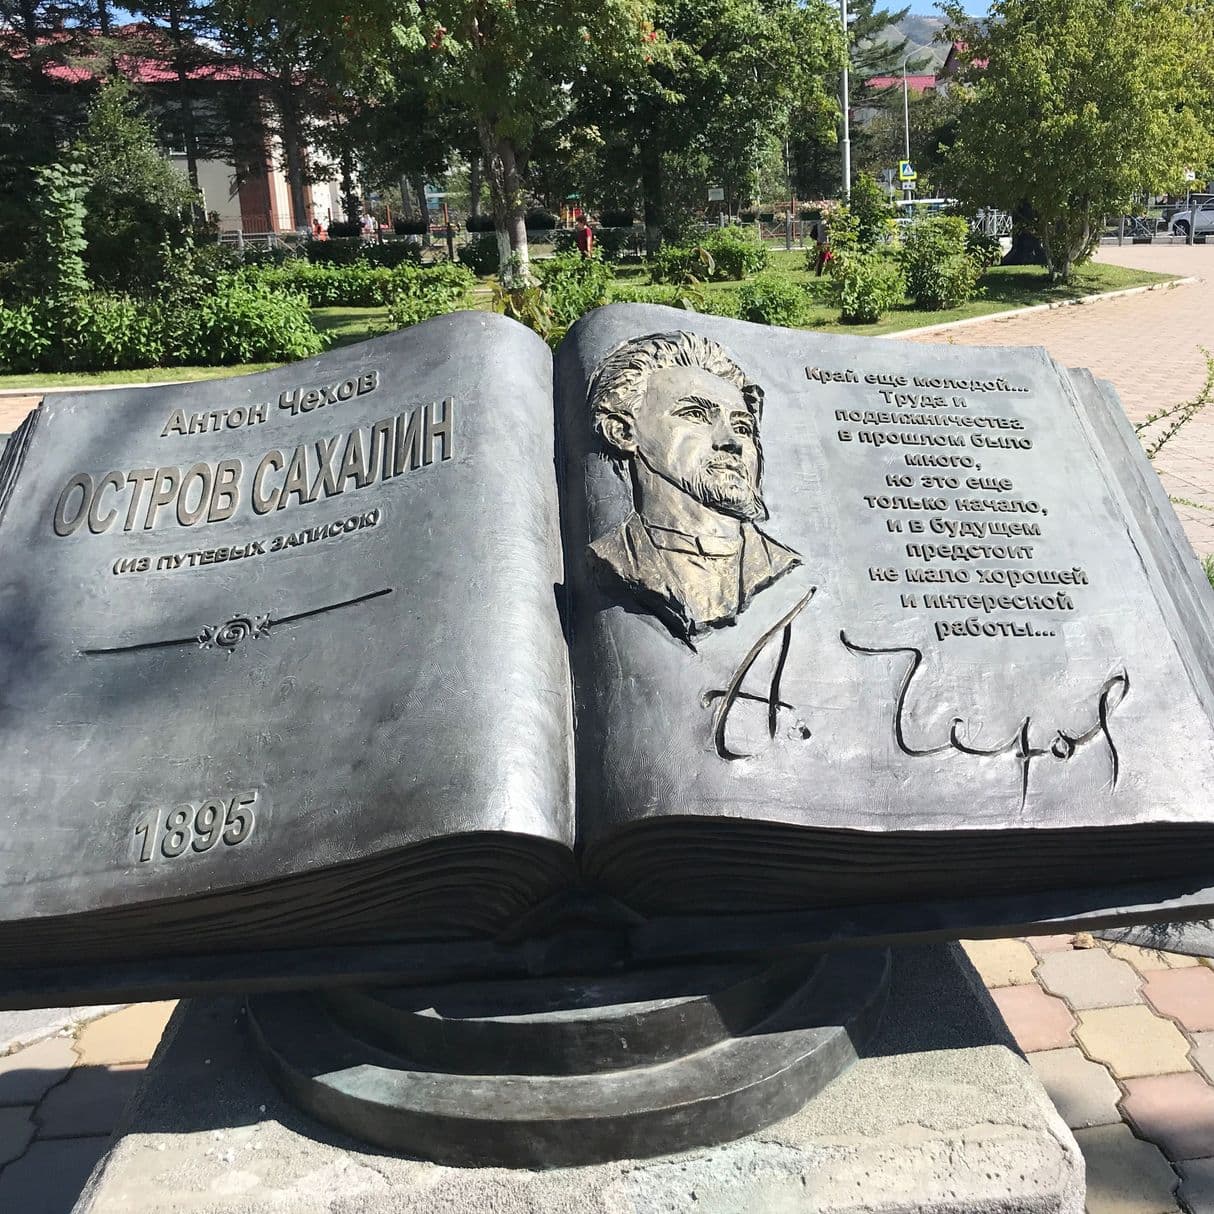 Антон Чехов
ОСТРОВ САХАЛИН
(ИЗ ПУТЕВЫХ ЗАПИСОК)
1895
Край еще молодой...
Труда и
подвижничества
в прошлом было
много,
но это еще
только начало,
и в будущем
предстоит
не мало хорошей
и интересной
работы...
А. Чехов